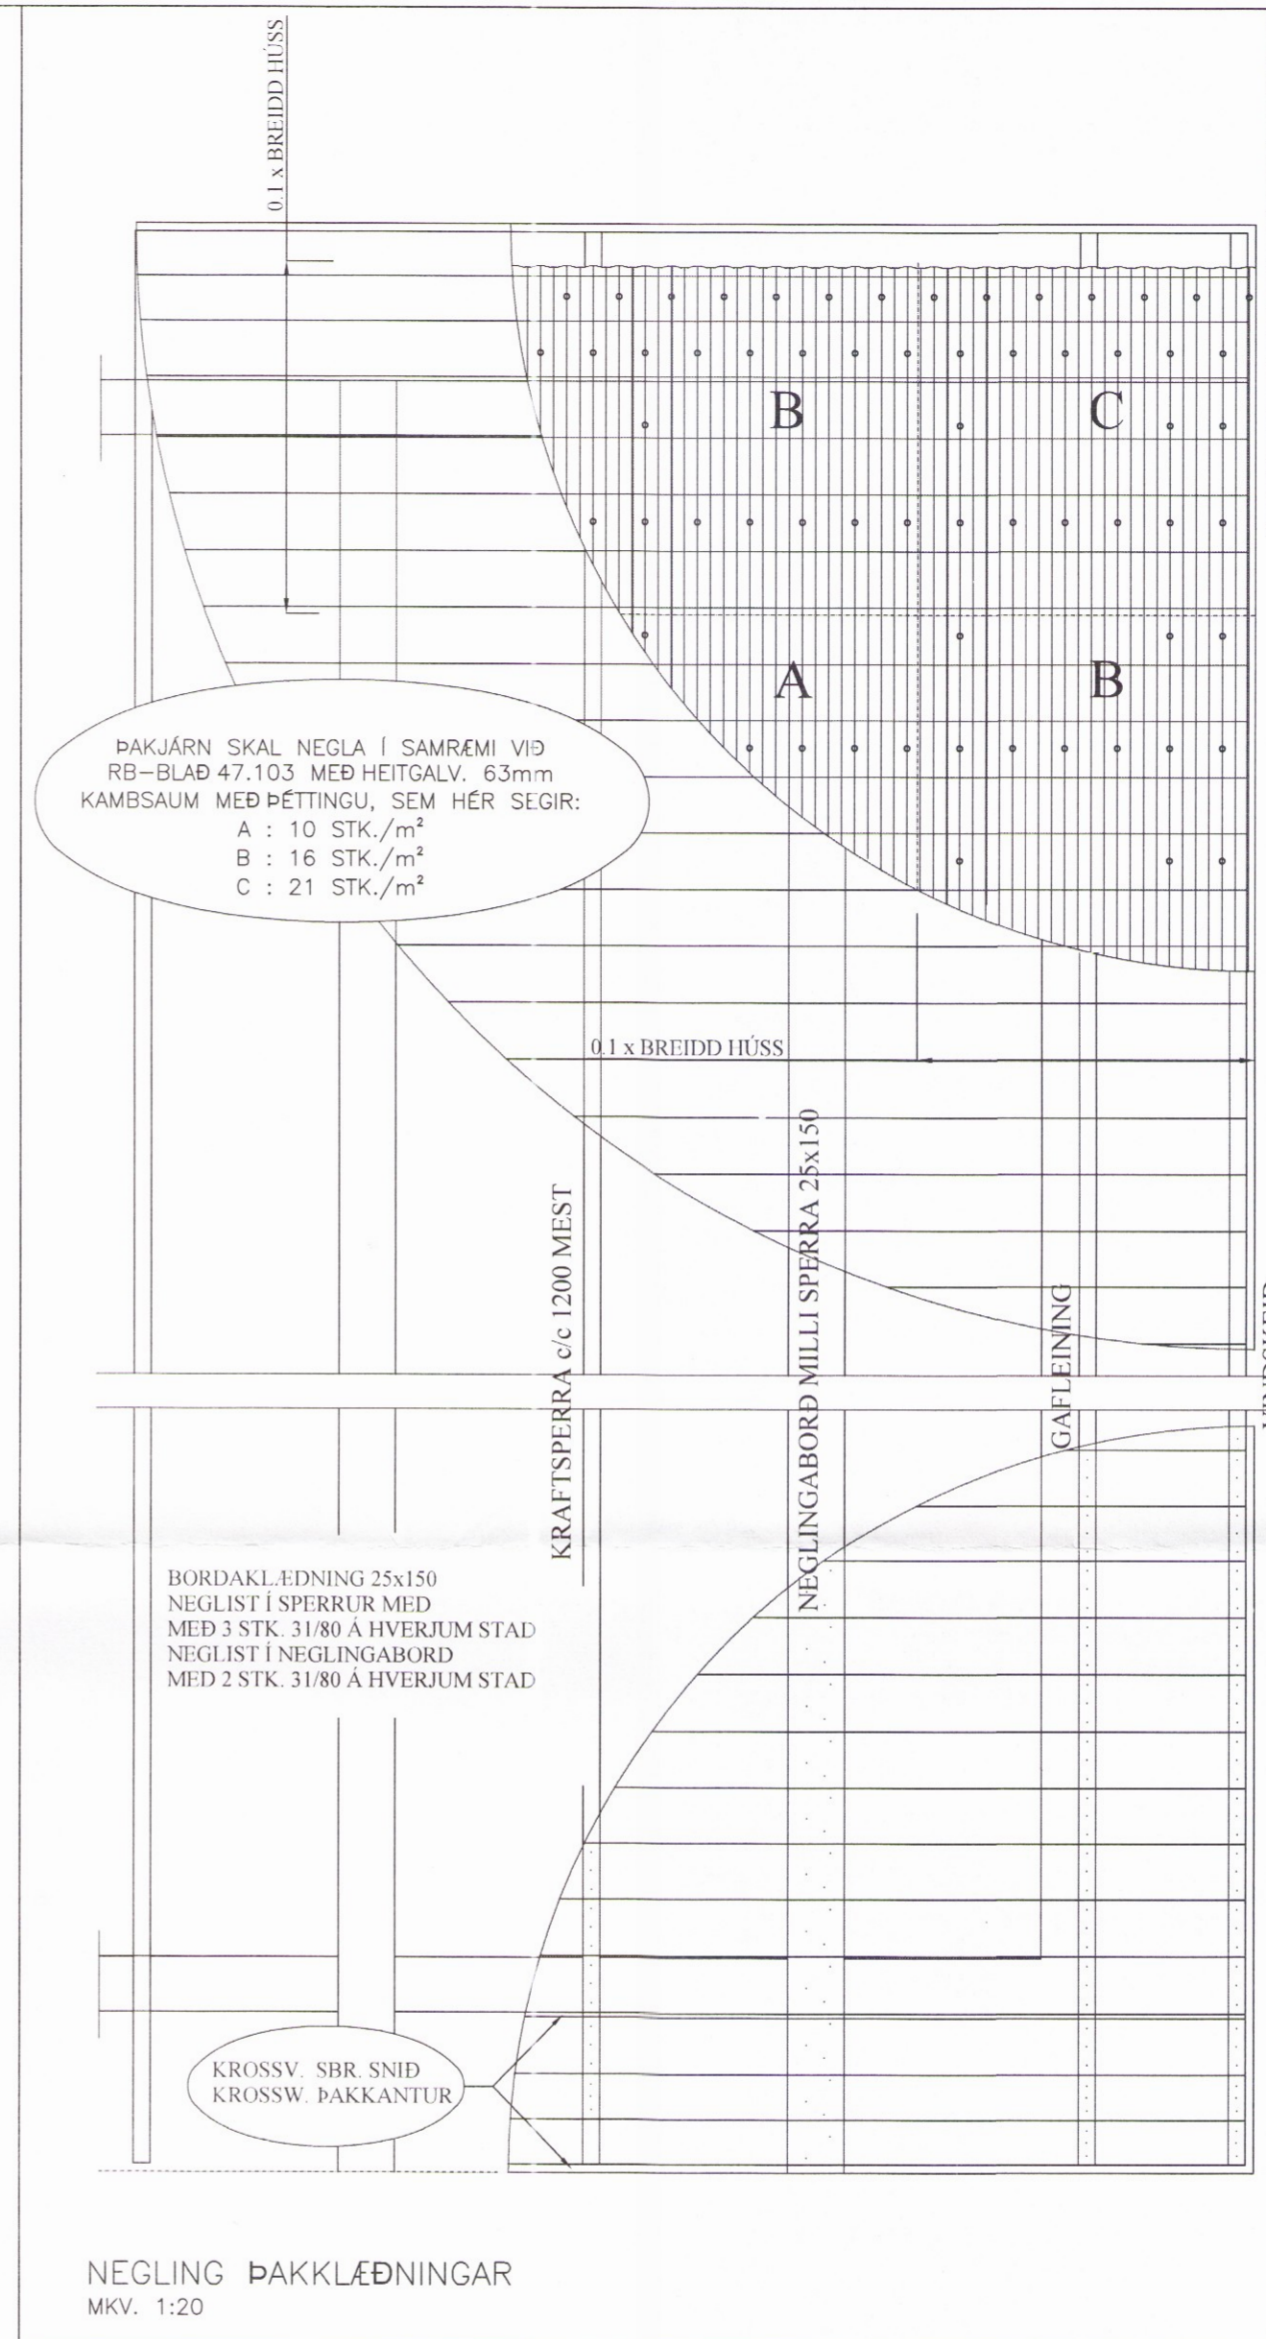 0.1 x BREIDD HÚSS
B
C
A
B
ÞAKJÁRN SKAL NEGLA Í SAMRÆMI VIÐ
RB-BLAÐ 47.103 MEÐ HEITGALV. 63mm
KAMBSAUM MEÐ ÞÉTTINGU, SEM HÉR SEGIR:
A : 10 STK./m²
B : 16 STK./m²
C : 21 STK./m²
0.1 x BREIDD HÚSS
KRAFTSPERRA c/c 1200 MEST
NEGLINGABORÐ MILLI SPERRA 25x150
GAFLEINING
BORDAKLÆDNING 25x150
NEGLIST Í SPERRUR MED
MEÐ 3 STK. 31/80 Á HVERJUM STAD
NEGLIST Í NEGLINGABORD
MED 2 STK. 31/80 Á HVERJUM STAD
KROSSV. SBR. SNIÐ
KROSSW. ÞAKKANTUR
NEGLING ÞAKKLÆÐNINGAR
MKV. 1:20